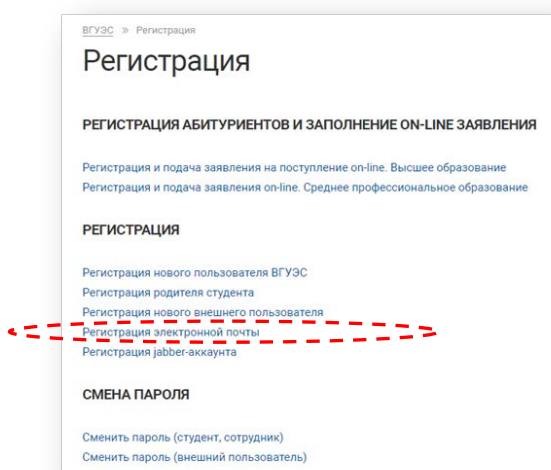 ВГУЭС » Регистрация
Регистрация
РЕГИСТРАЦИЯ АБИТУРИЕНТОВ И ЗАПОЛНЕНИЕ ON-LINE ЗАЯВЛЕНИЯ
Регистрация и подача заявления на поступление on-line. Высшее образование
Регистрация и подача заявления on-line. Среднее профессиональное образование
РЕГИСТРАЦИЯ
Регистрация нового пользователя ВГУЭС
Регистрация родителя студента
Регистрация нового внешнего пользователя
Регистрация электронной почты
Регистрация jabber-аккаунта
СМЕНА ПАРОЛЯ
Сменить пароль (студент, сотрудник)
Сменить пароль (внешний пользователь)